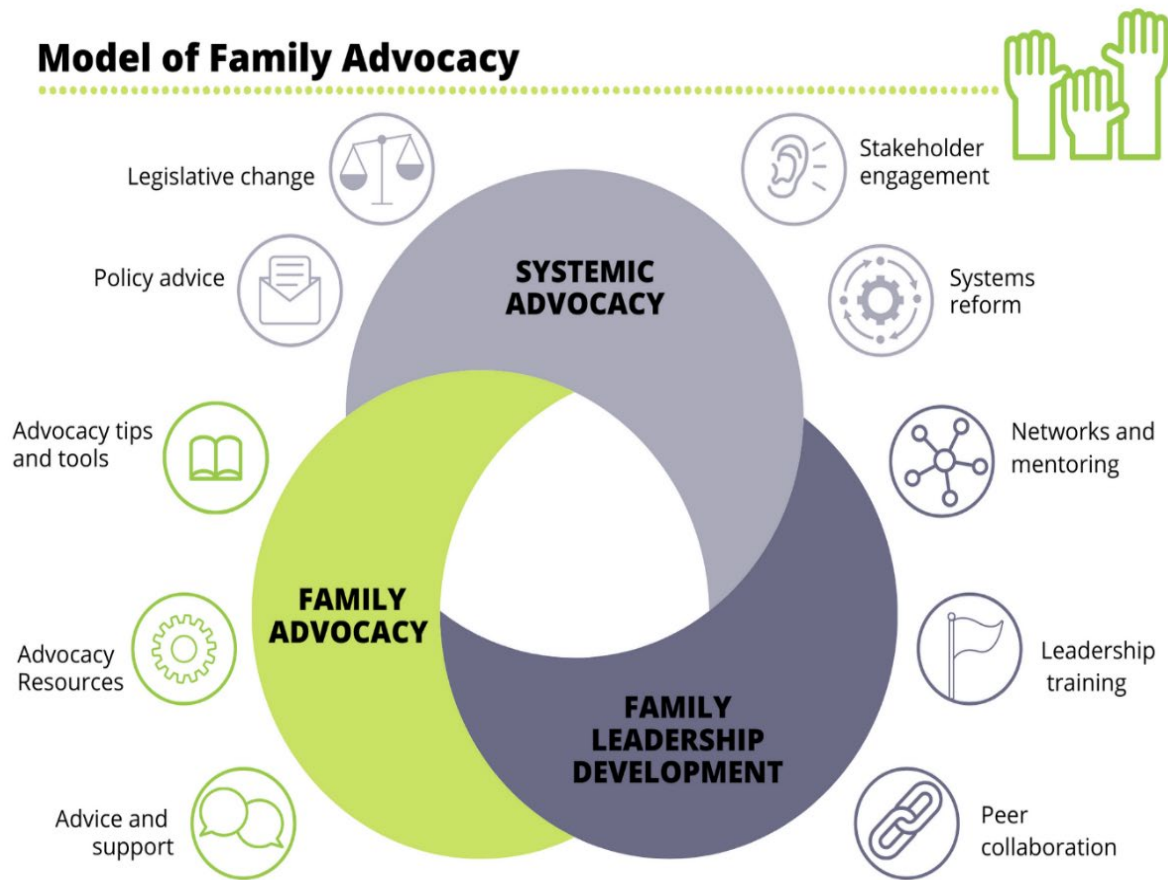 Model of Family Advocacy
Legislative change
Policy advice
Stakeholder
engagement
Systems
reform
SYSTEMIC
ADVOCACY
Advocacy tips
and tools
Networks and
mentoring
FAMILY
ADVOCACY
Advocacy
Resources
Leadership
training
FAMILY
LEADERSHIP
DEVELOPMENT
Advice and
support
Peer
collaboration